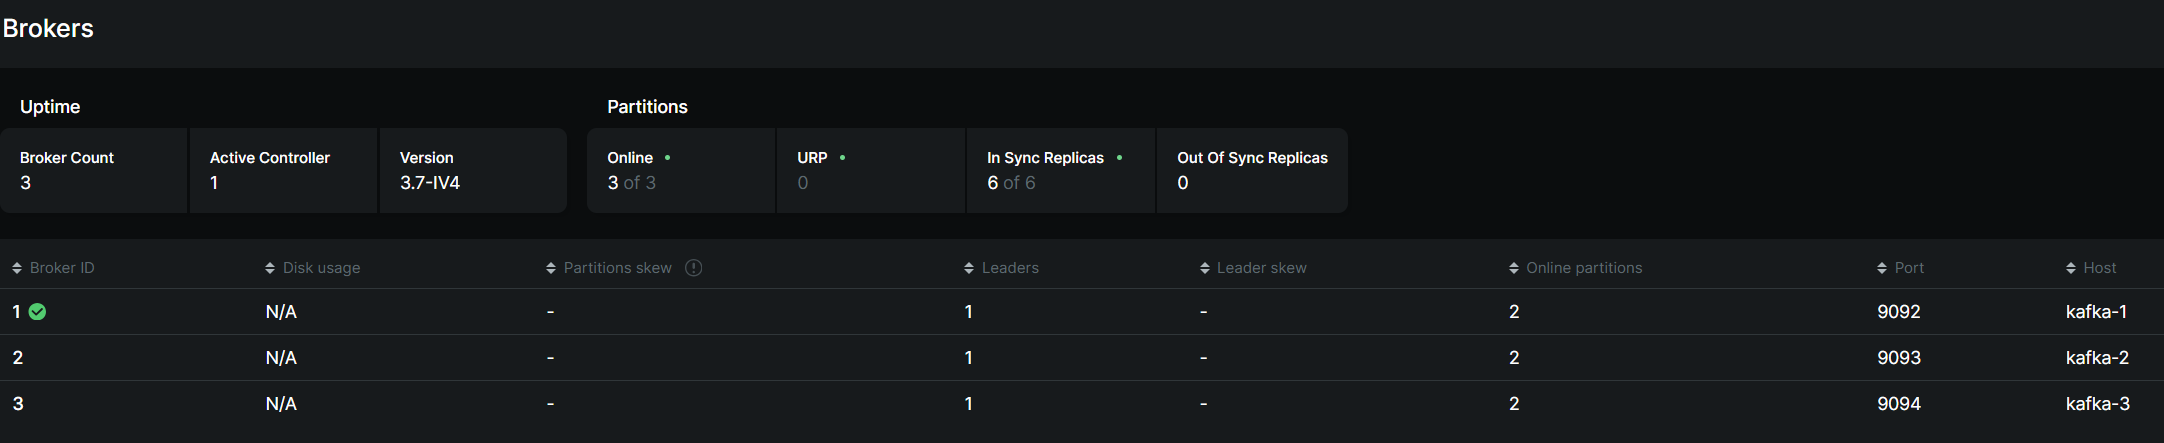 Brokers
Uptime
Partitions
Broker Count
Active Controller
Version
Online
URP
In Sync Replicas
Out Of Sync Replicas
3
1
3.7-IV4
3 of 3
0
6 of 6
0
Broker ID Disk usage Partitions skew Leaders Leader skew Online partitions Port Host
1 N/A - 1 - 2 9092 kafka-1
2 N/A - 1 - 2 9093 kafka-2
3 N/A - 1 - 2 9094 kafka-3